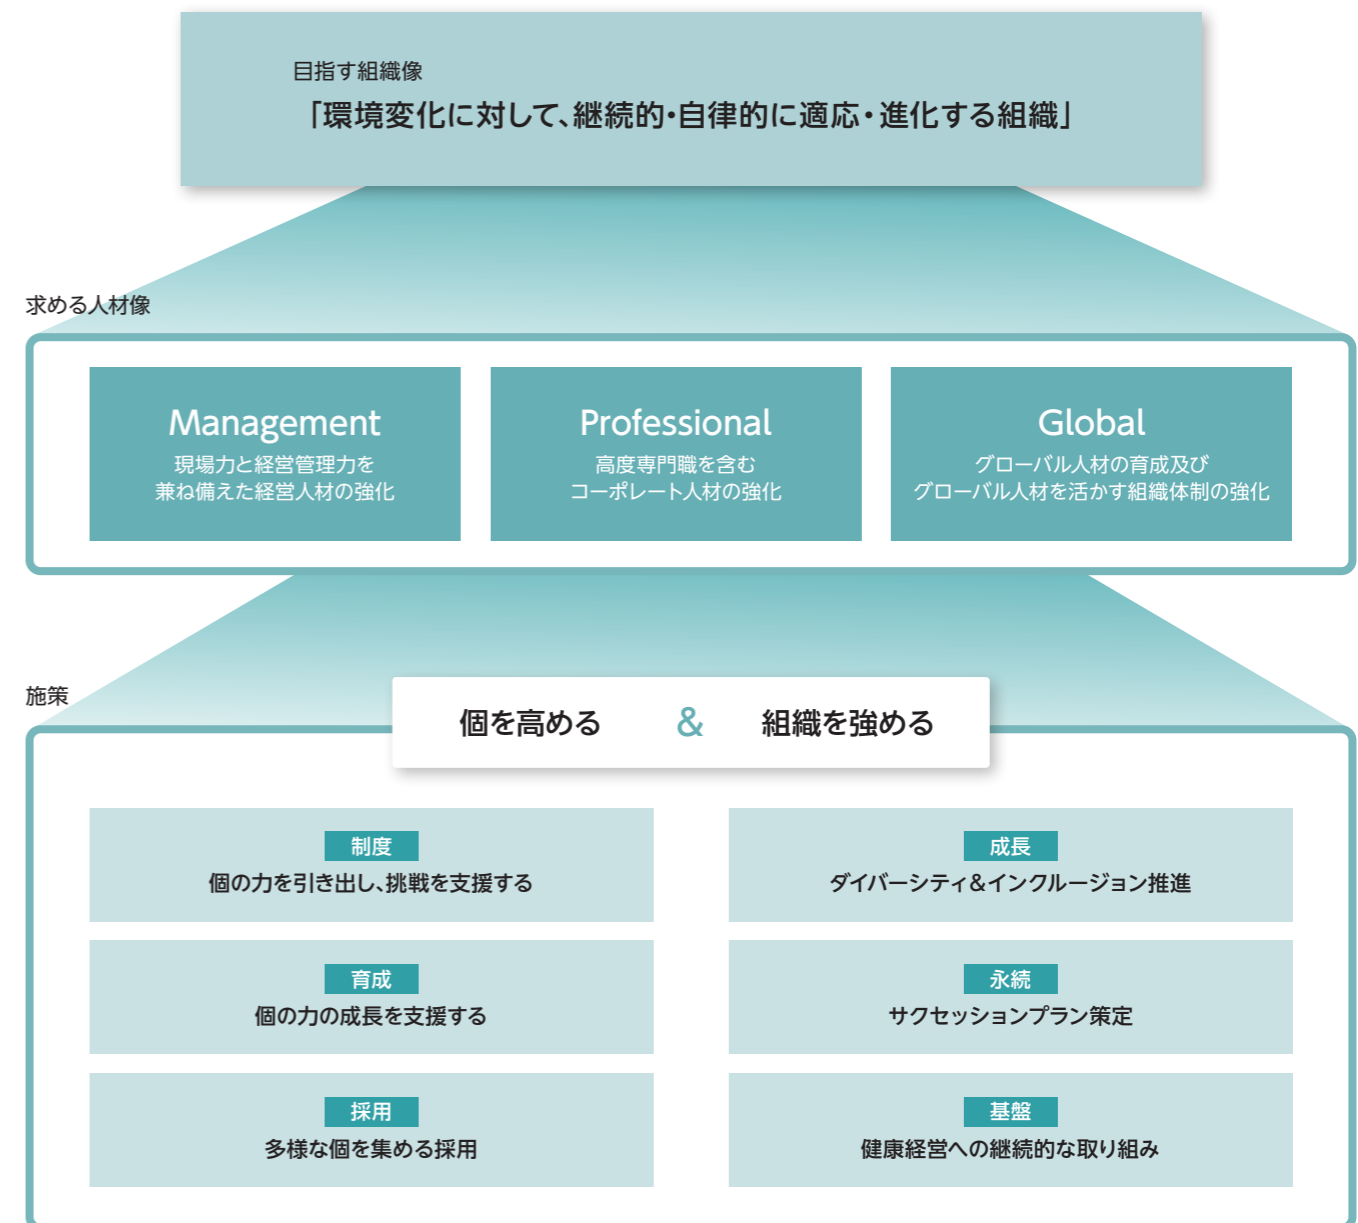 目指す組織像
「環境変化に対して、継続的・自律的に適応・進化する組織」
求める人材像
Management
現場力と経営管理力を
兼ね備えた経営人材の強化
Professional
高度専門職を含む
コーポレート人材の強化
Global
グローバル人材の育成及び
グローバル人材を活かす組織体制の強化
施策
個を高める & 組織を強める
制度
個の力を引き出し、挑戦を支援する
育成
個の力の成長を支援する
採用
多様な個を集める採用
成長
ダイバーシティ&インクルージョン推進
永続
サクセッションプラン策定
基盤
健康経営への継続的な取り組み